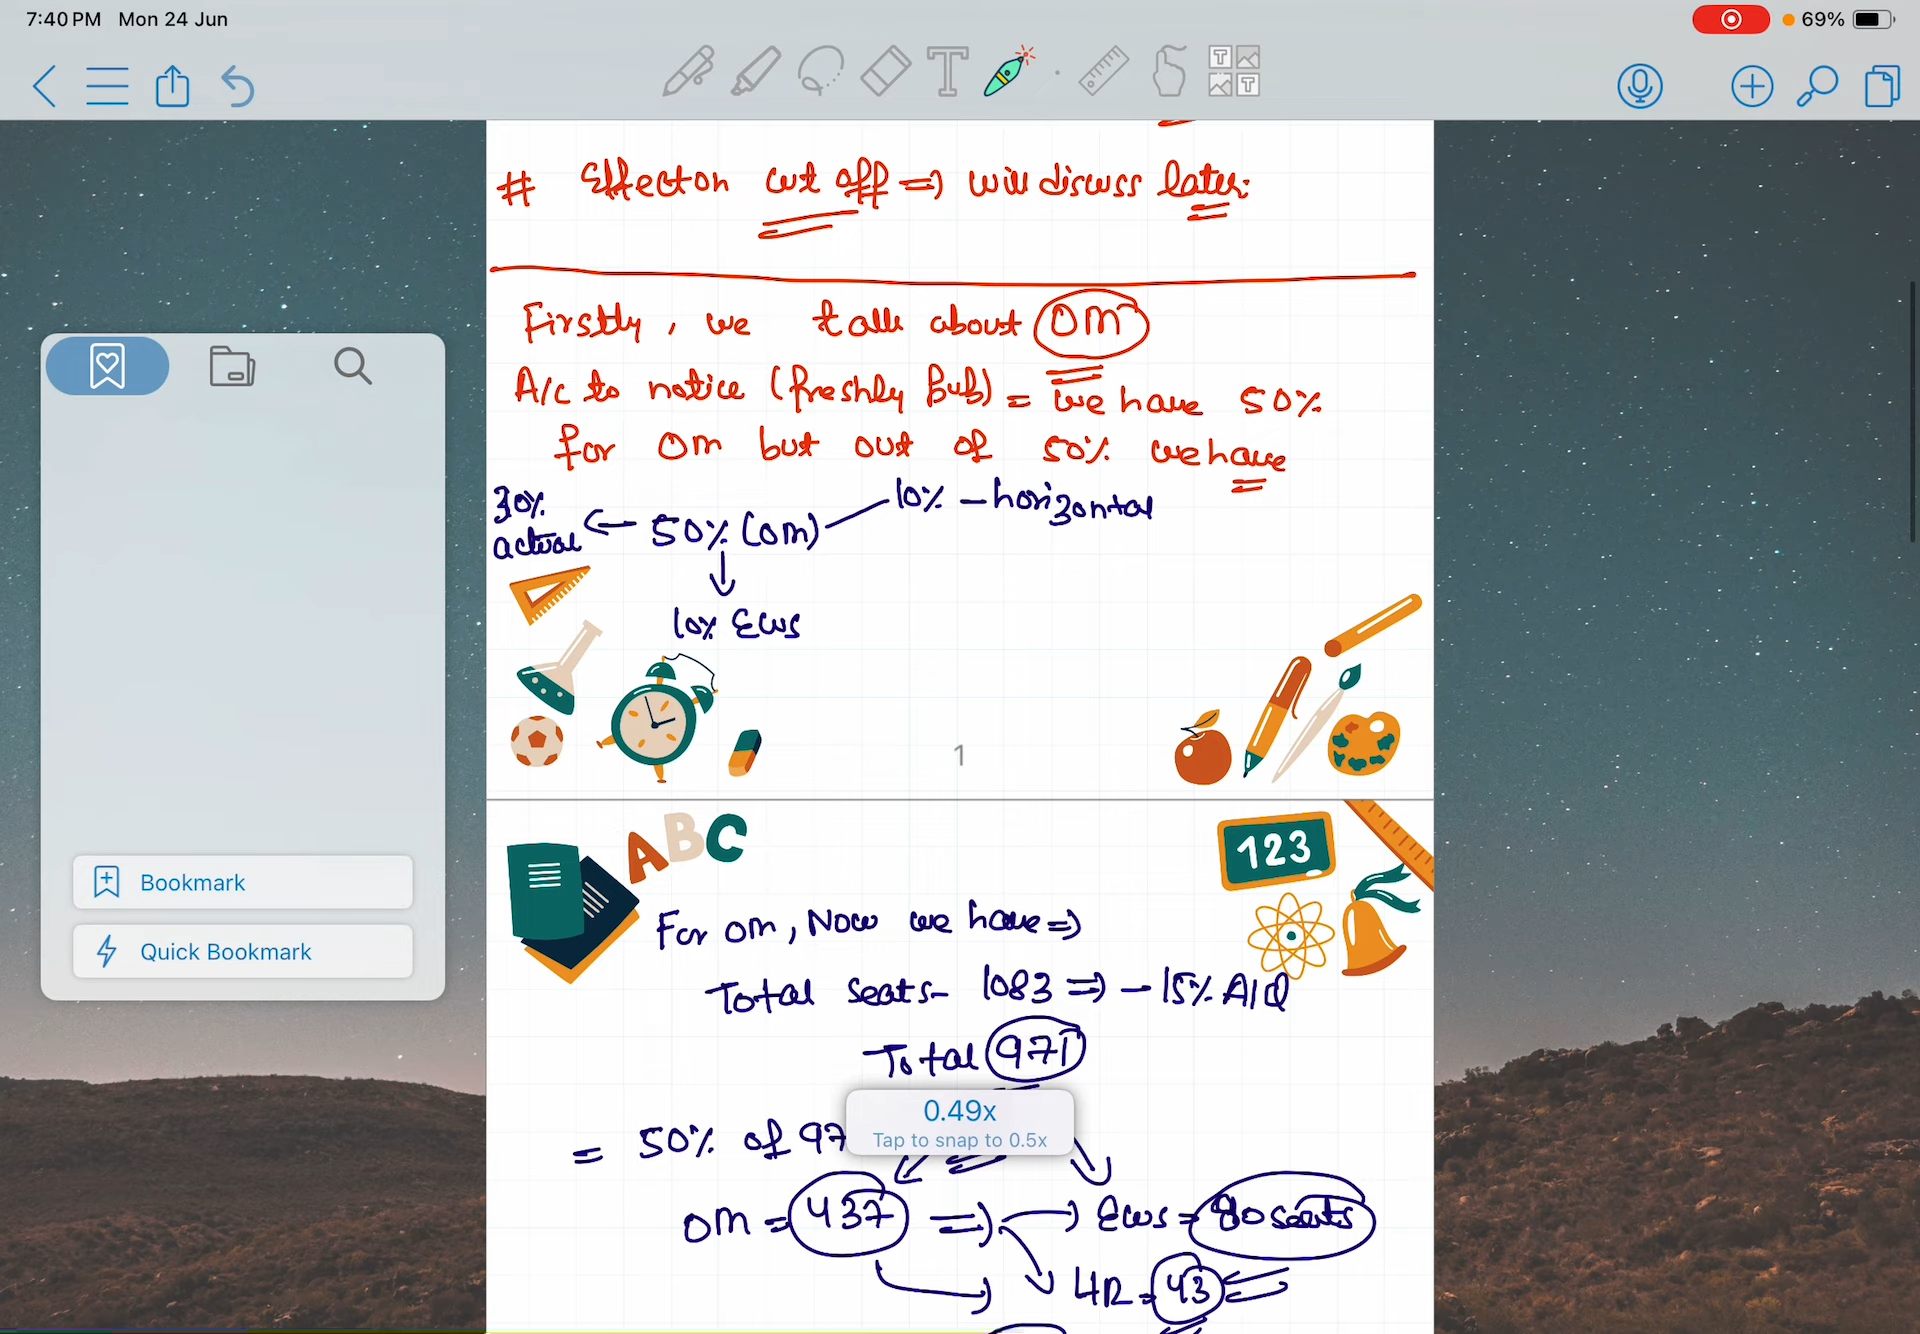 7:40 PM Mon 24 Jun
69%
# Effect on cut off => will discuss later.
Firstly, we talk about OM
A/c to notice (freshly Pub) = we have 50%
for OM but out of 50% we have
30% actual <- 50% (OM) 10% - horizontal
10% EWS
1
ABC
123
For OM, Now we have =>
Total seats- 1083 => - 15% AIQ
Total 971
0.49x
Tap to snap to 0.5x
= 50% of 97
OM = 437 => EWS = 80 seats
HR = 43
Bookmark
Quick Bookmark